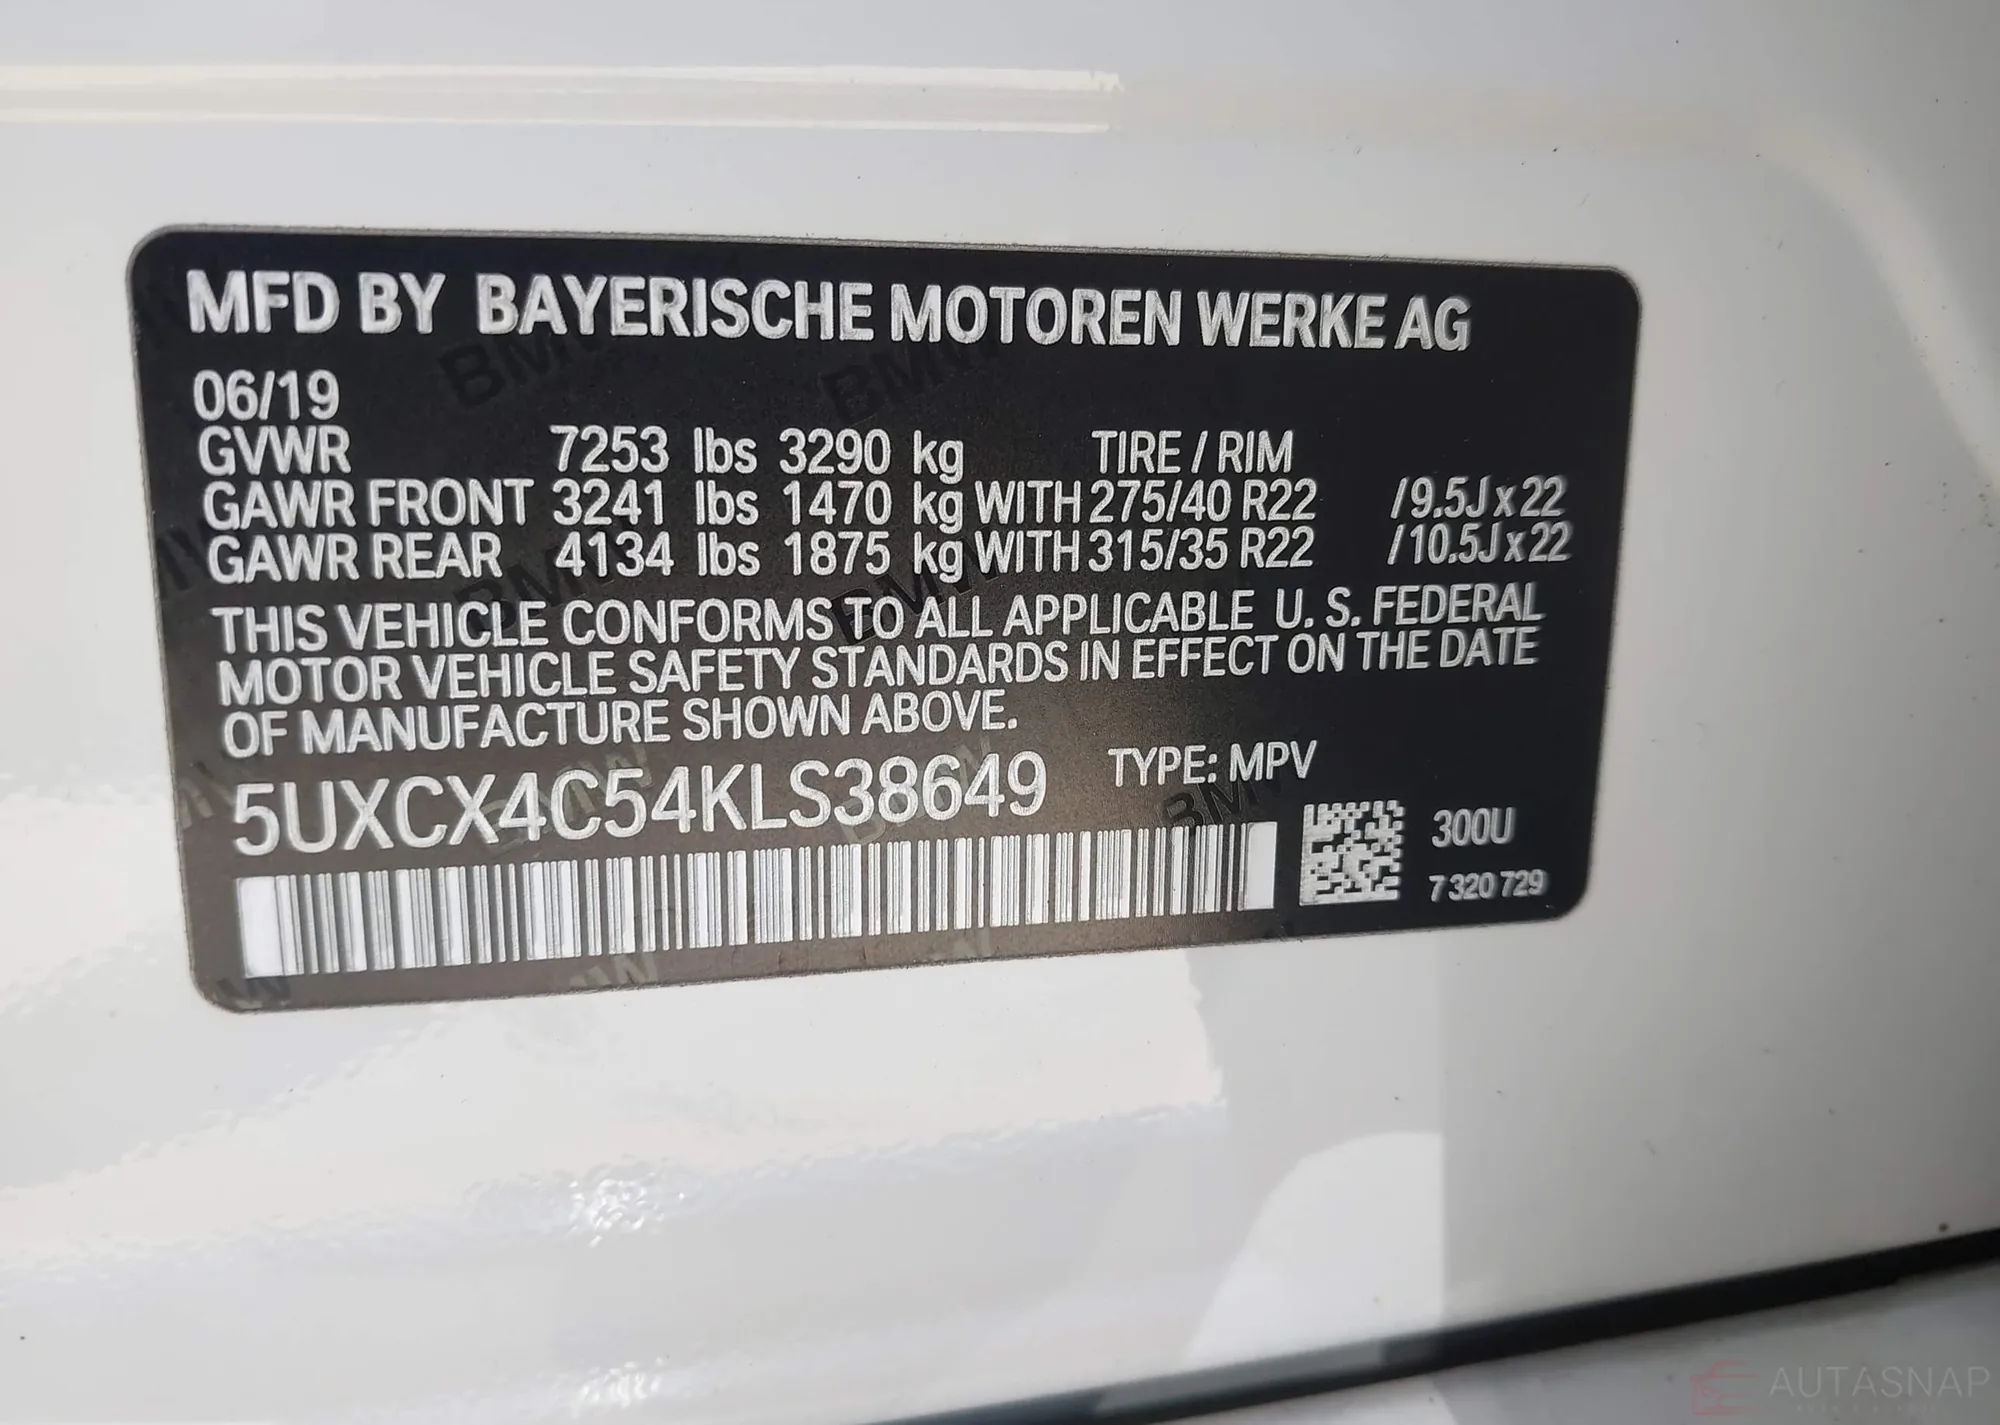 MFD BY BAYERISCHE MOTOREN WERKE AG
06/19
GVWR 7253 lbs 3290 kg TIRE / RIM
GAWR FRONT 3241 lbs 1470 kg WITH 275/40 R22 /9.5J x 22
GAWR REAR 4134 lbs 1875 kg WITH 315/35 R22 /10.5J x 22
THIS VEHICLE CONFORMS TO ALL APPLICABLE U. S. FEDERAL
MOTOR VEHICLE SAFETY STANDARDS IN EFFECT ON THE DATE
OF MANUFACTURE SHOWN ABOVE.
5UXCX4C54KLS38649 TYPE: MPV
300U
7 320 729
AUTASNAP